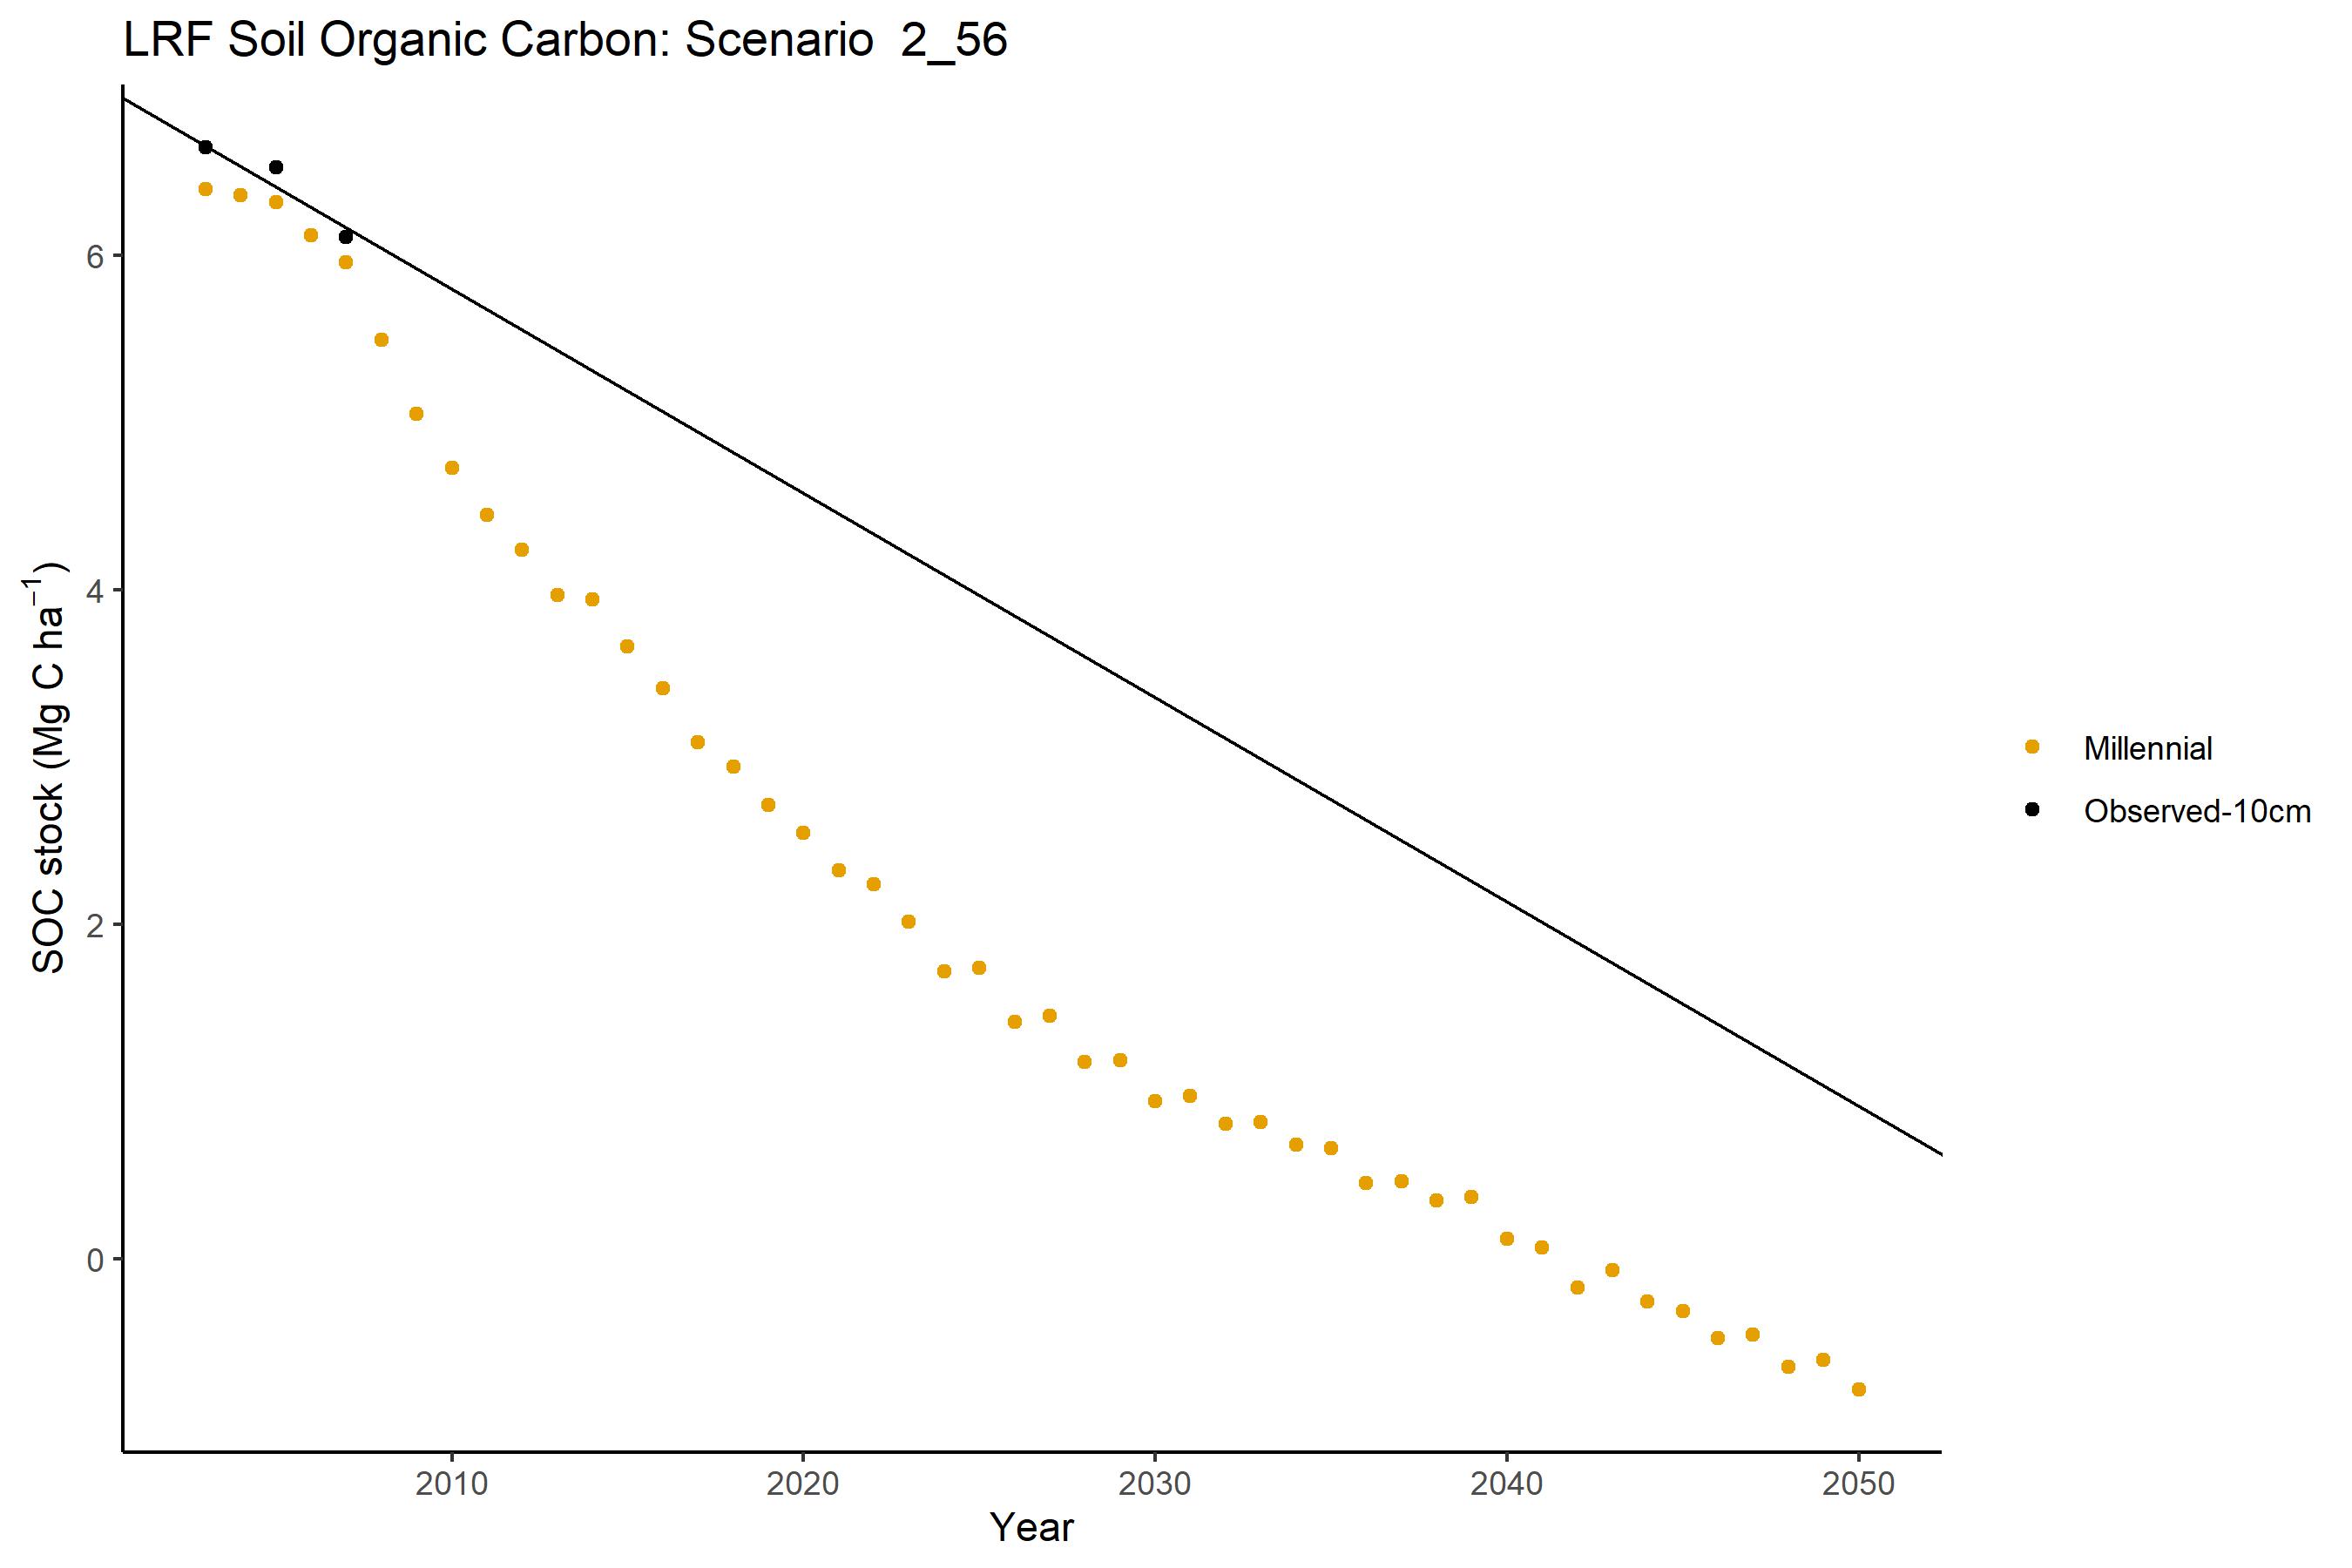 LRF Soil Organic Carbon: Scenario  2_56
SOC stock (Mg C ha⁻¹)
6
4
2
0
2010
2020
2030
2040
2050
Year
Millennial
Observed-10cm